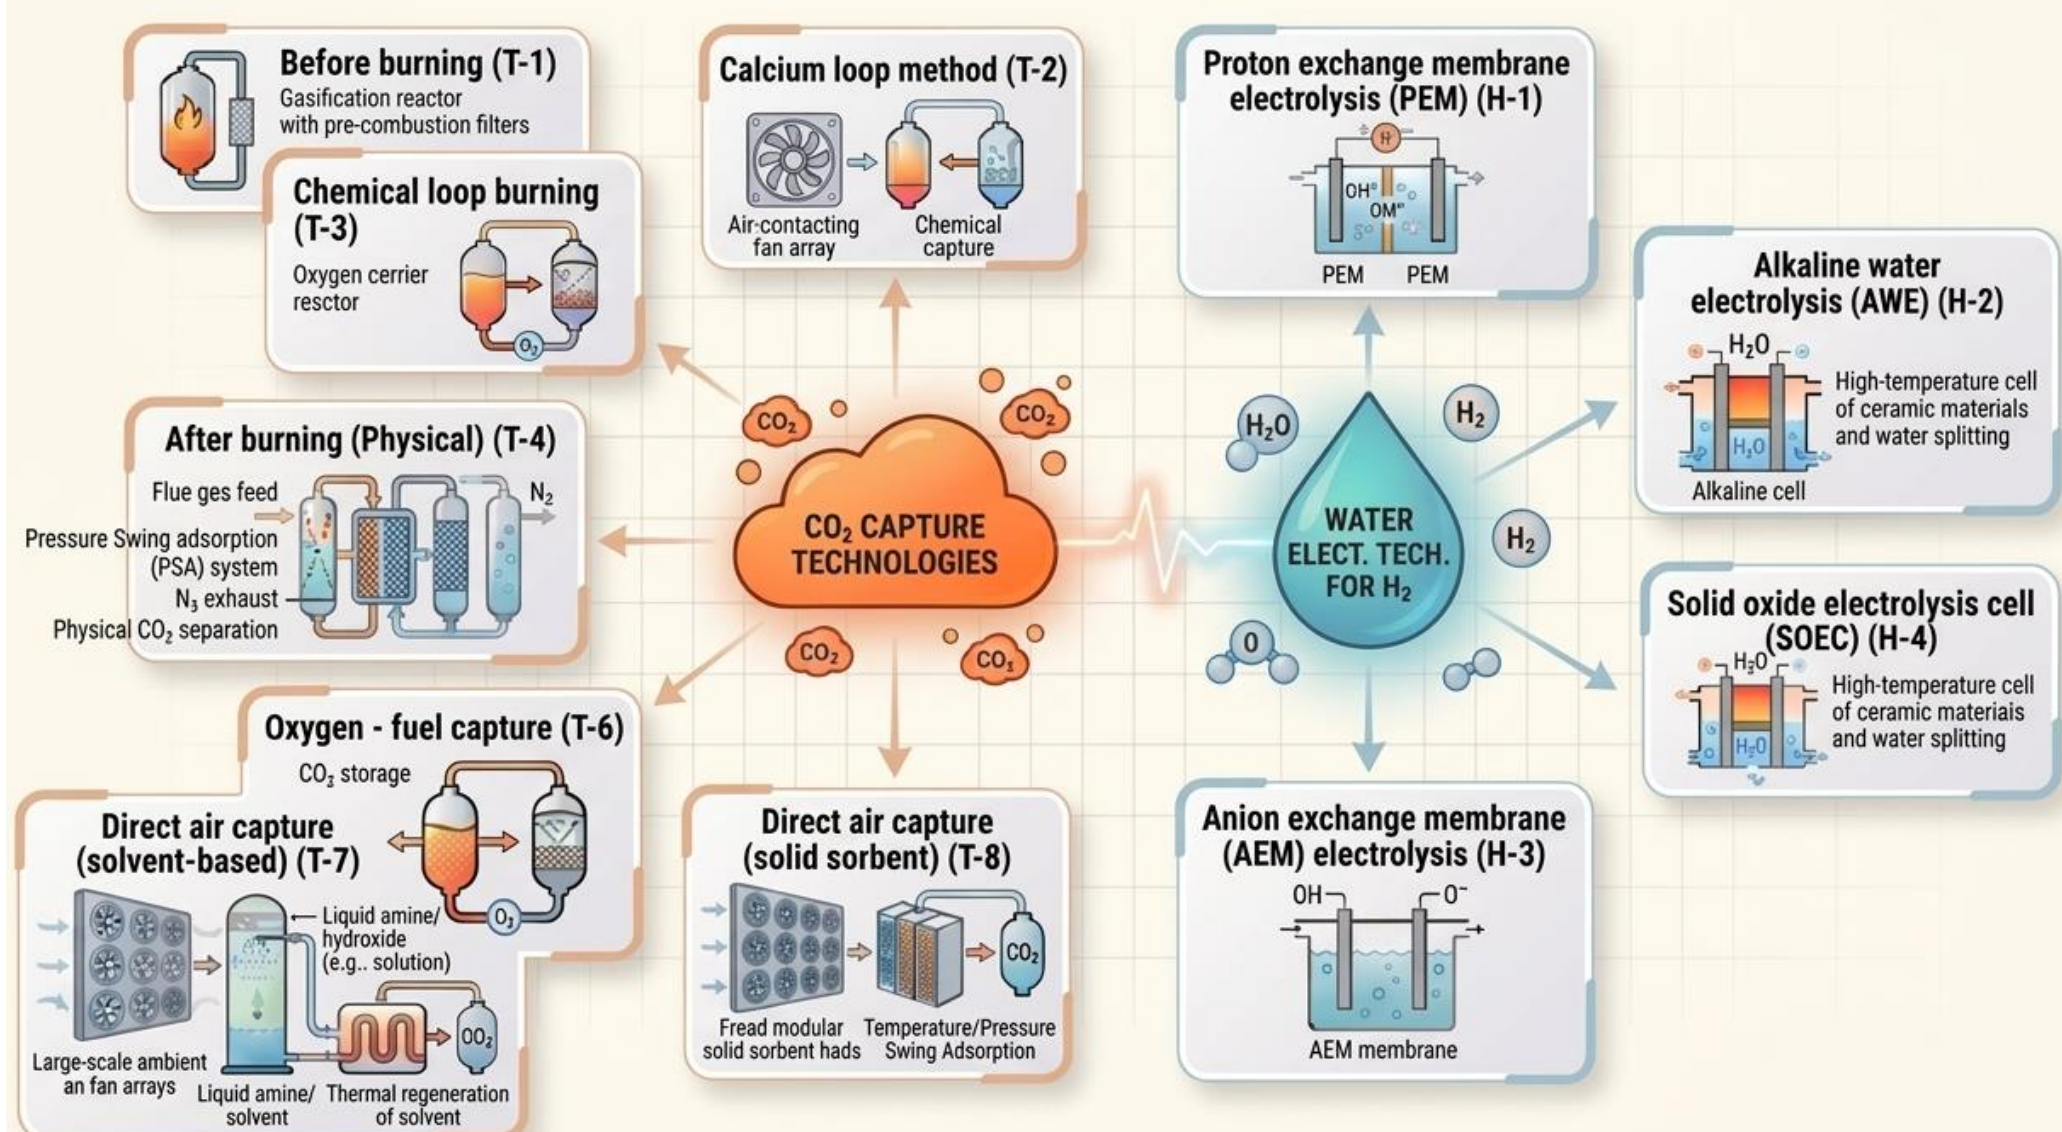 Before burning (T-1)
Gasification reactor
with pre-combustion filters
Chemical loop burning
(T-3)
Oxygen cerrier
resctor
O₂
Calcium loop method (T-2)
Air-contacting
fan array
Chemical
capture
Proton exchange membrane
electrolysis (PEM) (H-1)
H
PEM
PEM
Alkaline water
electrolysis (AWE) (H-2)
H₂O
High-temperature cell
of ceramic materials
and water splitting
Alkaline cell
After burning (Physical) (T-4)
Flue ges feed
N₂
Pressure Swing adsorption
(PSA) system
N₃ exhaust
Physical CO₂ separation
CO₂
CO₂
CO₂ CAPTURE
TECHNOLOGIES
CO₂
CO₃
H₂O
H₂
H₂
WATER
ELECT. TECH.
FOR H₂
O
Solid oxide electrolysis cell
(SOEC) (H-4)
High-temperature cell
of ceramic materiais
and water splitting
Oxygen - fuel capture (T-6)
CO₃ storage
O₃
Direct air capture
(solvent-based) (T-7)
Liquid amine/
hydroxide
(e.g.. solution)
OO₂
Large-scale ambient
an fan arrays
Liquid amine/
solvent
Thermal regeneration
of solvent
Direct air capture
(solid sorbent) (T-8)
CO₂
Fread modular
solid sorbent hads
Temperature/Pressure
Swing Adsorption
Anion exchange membrane
(AEM) electrolysis (H-3)
OH
O⁻
AEM membrane